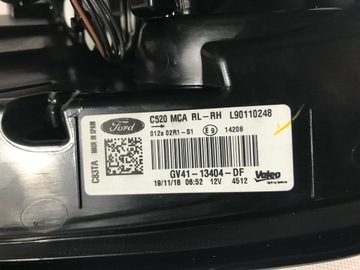 Ford
C520 MCA RL-RH L90110248
012a 02R1-S1 E9 14208
MADE IN SPAIN
C83TA
GV41-13404-DF
19/11/16 06:52 12V 4512
Valeo